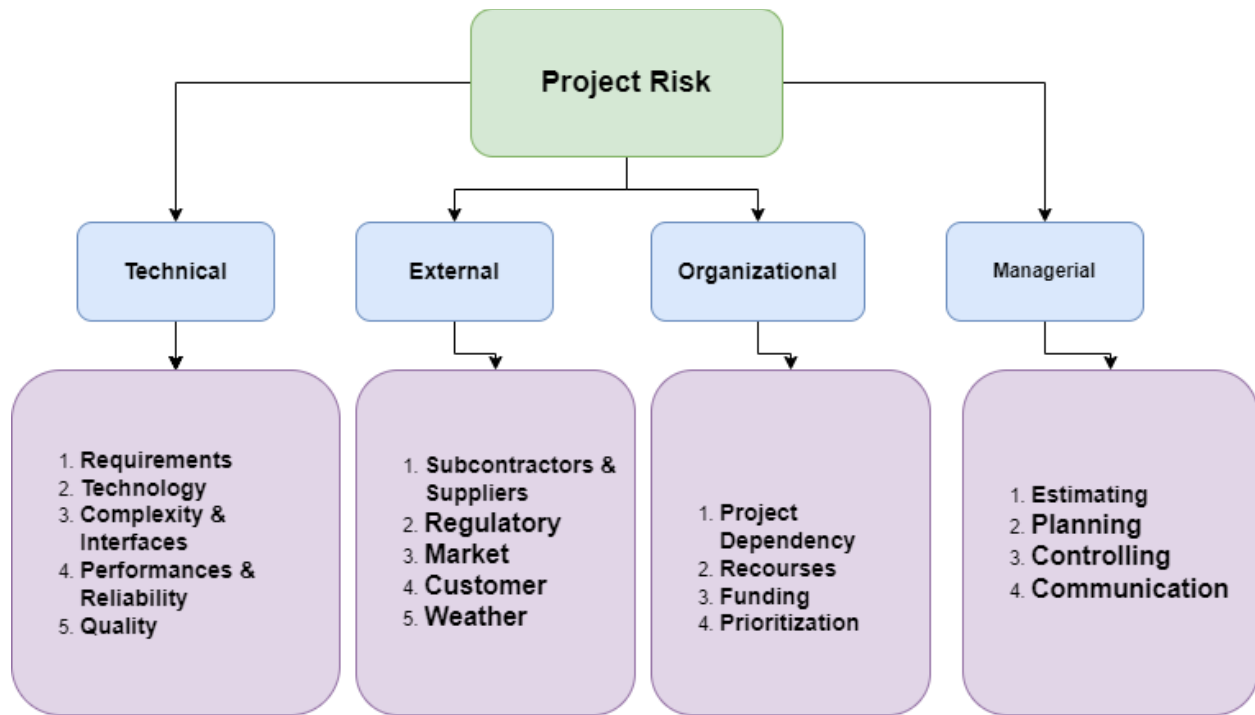 Project Risk
Technical
External
Organizational
Managerial
1. Requirements
2. Technology
3. Complexity &
Interfaces
4. Performances &
Reliability
5. Quality
1. Subcontractors &
Suppliers
2. Regulatory
3. Market
4. Customer
5. Weather
1. Project
Dependency
2. Recourses
3. Funding
4. Prioritization
1. Estimating
2. Planning
3. Controlling
4. Communication